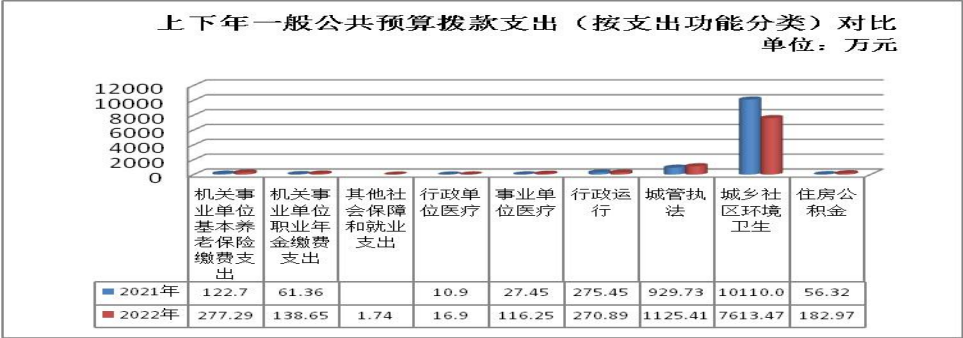 上下年一般公共预算拨款支出（按支出功能分类）对比
单位：万元
12000
10000
8000
6000
4000
2000
0
机关事业单位基本养老保险缴费支出
机关事业单位职业年金缴费支出
其他社会保障和就业支出
行政单位医疗
事业单位医疗
行政运行
城管执法
城乡社区环境卫生
住房公积金
2021年 122.7 61.36 10.9 27.45 275.45 929.73 10110.0 56.32
2022年 277.29 138.65 1.74 16.9 116.25 270.89 1125.41 7613.47 182.97